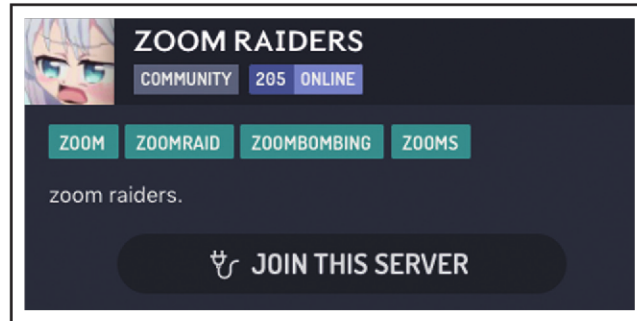 ZOOM RAIDERS
COMMUNITY 205 ONLINE
ZOOM ZOOMRAID ZOOMBOMBING ZOOMS
zoom raiders.
JOIN THIS SERVER